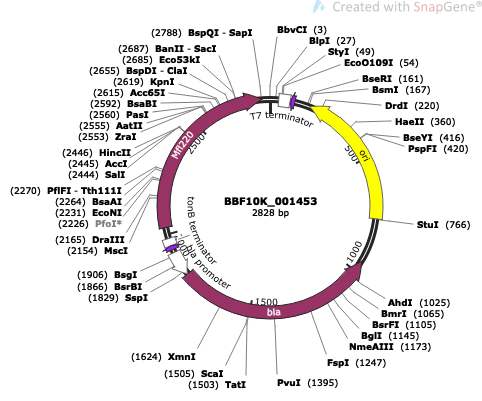 Created with SnapGene®
(2788) BspQI - SapI
(2687) BanII - SacI
(2685) Eco53kI
(2655) BspDI - ClaI
(2619) KpnI
(2615) Acc65I
(2592) BsaBI
(2560) PasI
(2555) AatII
(2553) ZraI
(2446) HincII
(2445) AccI
(2444) SalI
(2270) PflFI - Tth111I
(2264) BsaAI
(2231) EcoNI
(2226) PfoI*
(2165) DraIII
(2154) MscI
(1906) BsgI
(1866) BsrBI
(1829) SspI
(1624) XmnI
(1505) ScaI
(1503) TatI
PvuI (1395)
BbvCI (3)
BlpI (27)
StyI (49)
EcoO109I (54)
BseRI (161)
BsmI (167)
DrdI (220)
HaeII (360)
BseYI (416)
PspFI (420)
StuI (766)
AhdI (1025)
BmrI (1065)
BsrFI (1105)
BglI (1145)
NmeAIII (1173)
FspI (1247)
T7 terminator
Mfl220
ori
tonB terminator
bla promoter
bla
500
1000
1500
2500
BBF10K_001453
2828 bp